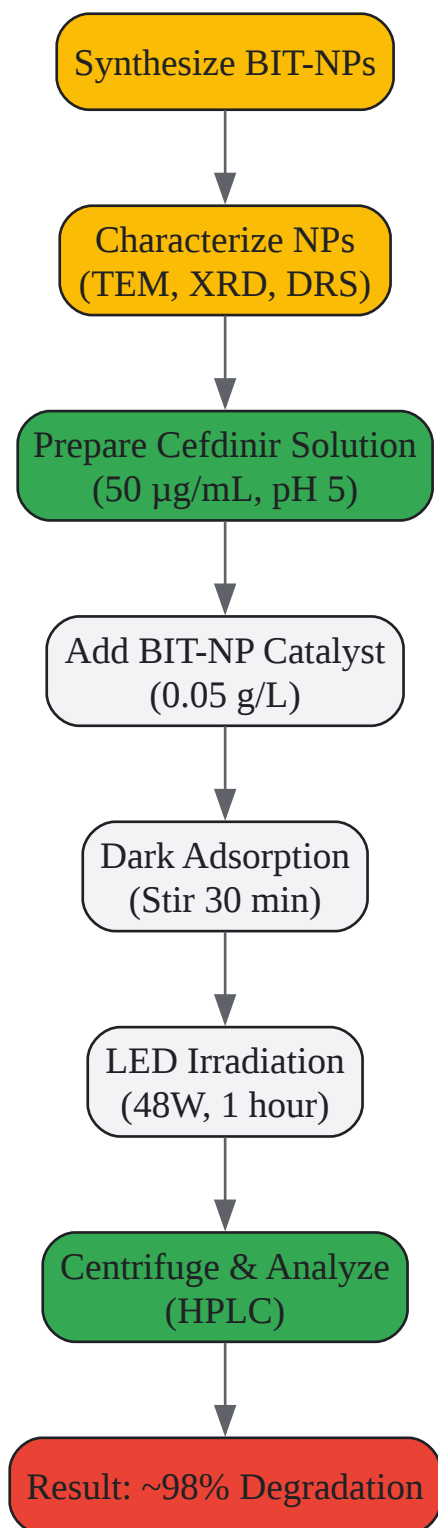 Synthesize BIT-NPs
Characterize NPs
(TEM, XRD, DRS)
Prepare Cefdinir Solution
(50 µg/mL, pH 5)
Add BIT-NP Catalyst
(0.05 g/L)
Dark Adsorption
(Stir 30 min)
LED Irradiation
(48W, 1 hour)
Centrifuge & Analyze
(HPLC)
Result: ~98% Degradation